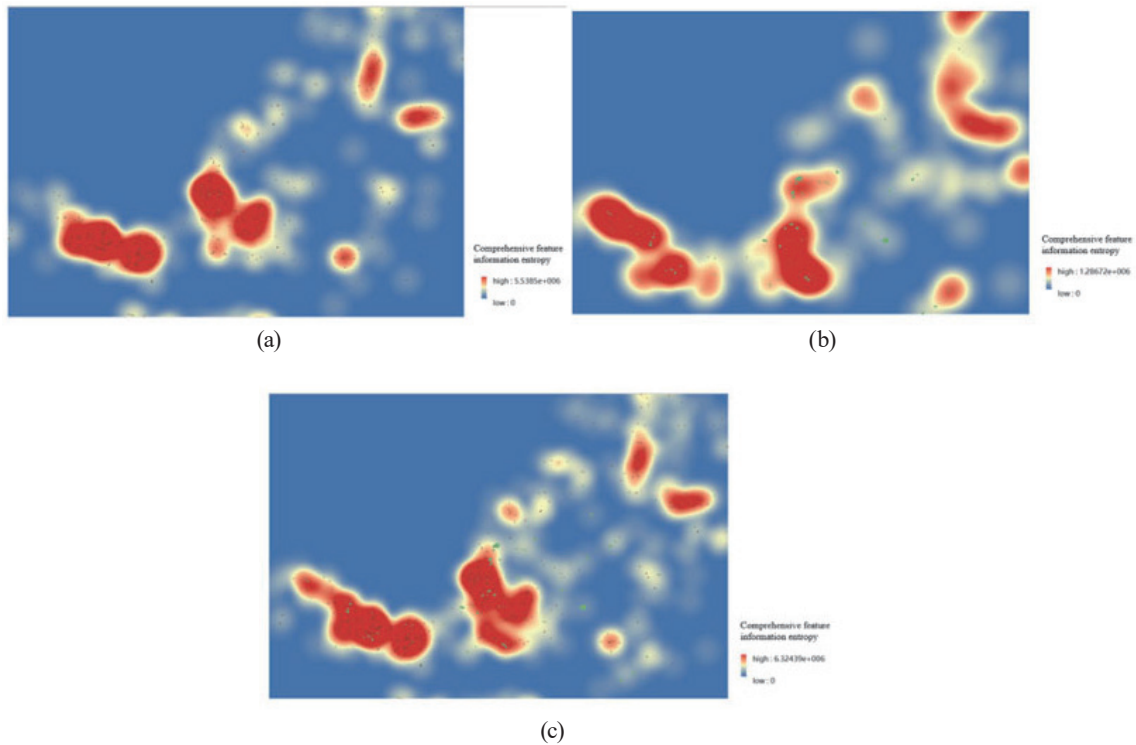 Comprehensive feature
information entropy
high : 5.5385e+006
low : 0
(a)
Comprehensive feature
information entropy
high : 1.28672e+006
low : 0
(b)
Comprehensive feature
information entropy
high : 6.32439e+006
low : 0
(c)